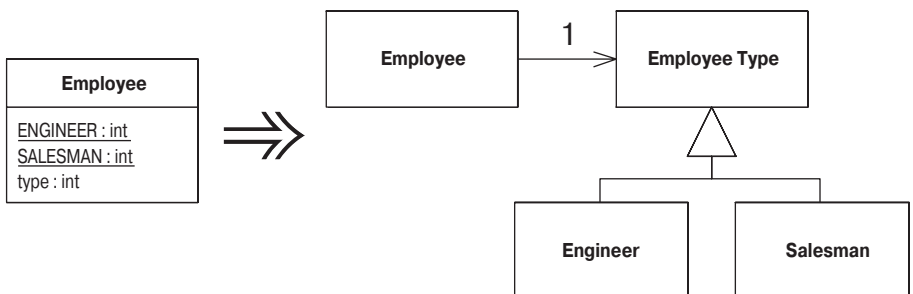 Employee
ENGINEER : int
SALESMAN : int
type : int
Employee
1
Employee Type
Engineer
Salesman